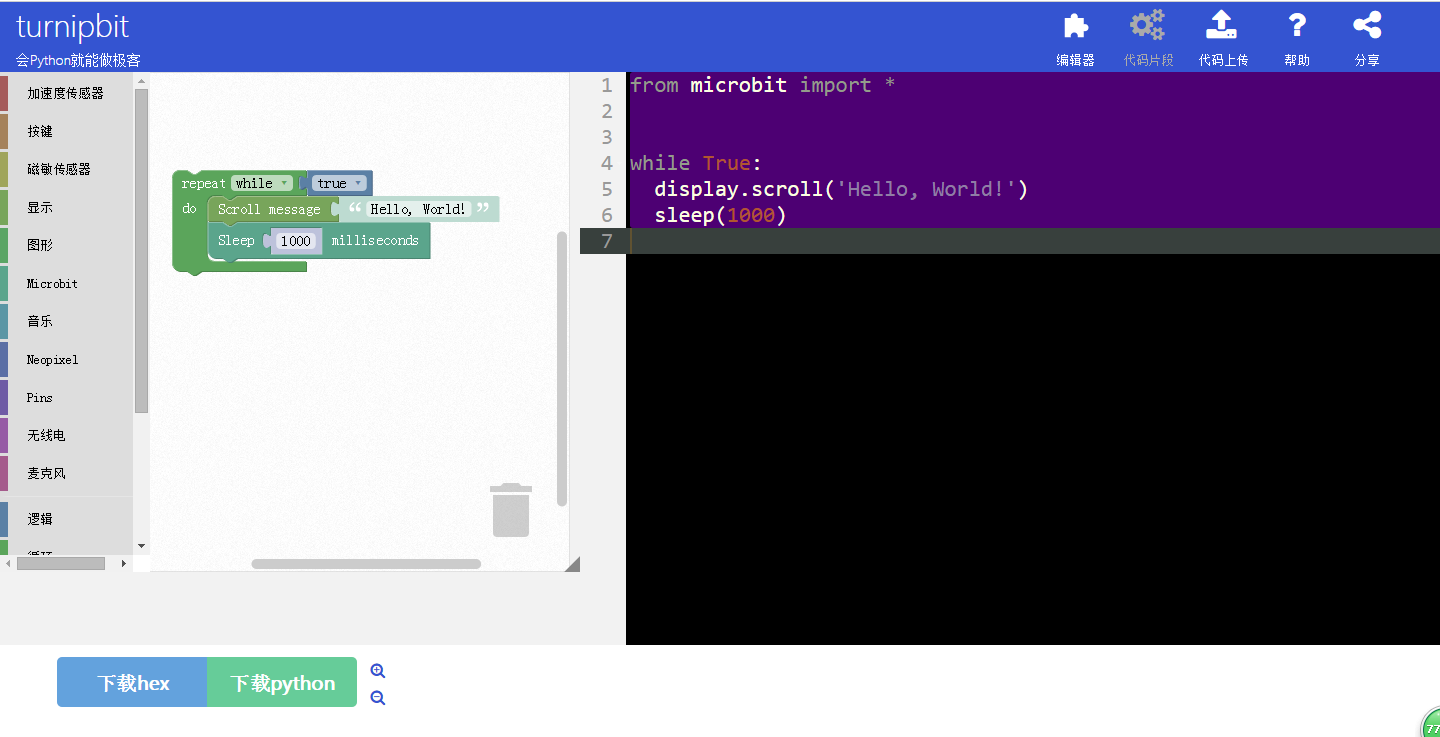 turnipbit
会Python就能做极客
编辑器
代码片段
代码上传
帮助
分享
加速度传感器
按键
磁敏传感器
显示
图形
Microbit
音乐
Neopixel
Pins
无线电
麦克风
逻辑
repeat while true
do Scroll message “ Hello, World! ”
Sleep 1000 milliseconds
1 from microbit import *
2
3
4 while True:
5 display.scroll('Hello, World!')
6 sleep(1000)
7
下载hex
下载python
77